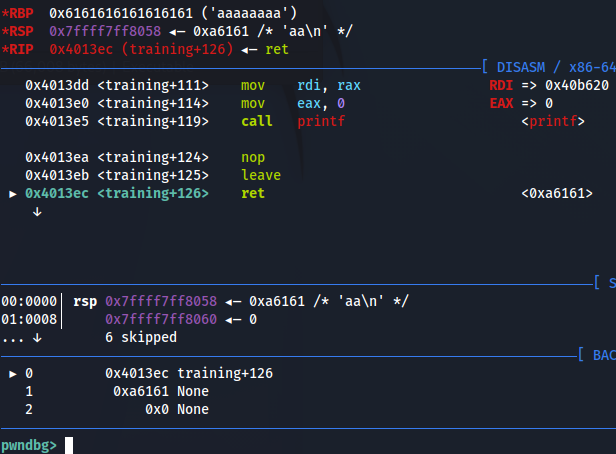 *RBP 0x6161616161616161 ('aaaaaaaa')
*RSP 0x7ffff7ff8058 ◂— 0xa6161 /* 'aa\n' */
*RIP 0x4013ec (training+126) ◂— ret
[ DISASM / x86-64
0x4013dd <training+111> mov rdi, rax RDI => 0x40b620
0x4013e0 <training+114> mov eax, 0 EAX => 0
0x4013e5 <training+119> call printf <printf>
0x4013ea <training+124> nop
0x4013eb <training+125> leave
► 0x4013ec <training+126> ret <0xa6161>
↓
[ S
00:0000│ rsp 0x7ffff7ff8058 ◂— 0xa6161 /* 'aa\n' */
01:0008│ 0x7ffff7ff8060 ◂— 0
... ↓ 6 skipped
[ BAC
► 0 0x4013ec training+126
1 0xa6161 None
2 0x0 None
pwndbg>